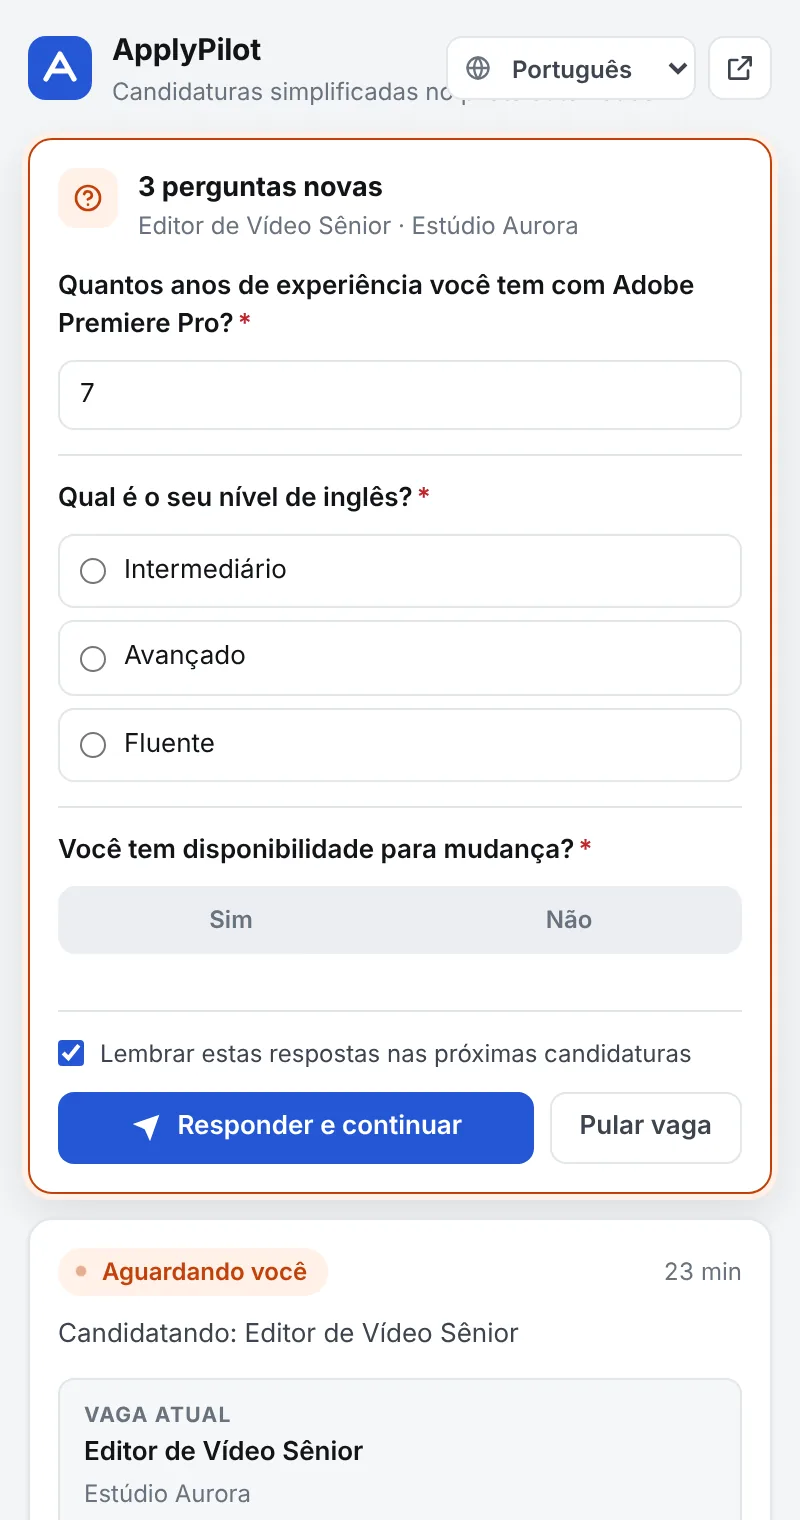 ApplyPilot
Português
Candidaturas simplificadas no
3 perguntas novas
Editor de Vídeo Sênior · Estúdio Aurora
Quantos anos de experiência você tem com Adobe
Premiere Pro? *
7
Qual é o seu nível de inglês? *
Intermediário
Avançado
Fluente
Você tem disponibilidade para mudança? *
Sim
Não
Lembrar estas respostas nas próximas candidaturas
Responder e continuar
Pular vaga
Aguardando você
23 min
Candidatando: Editor de Vídeo Sênior
VAGA ATUAL
Editor de Vídeo Sênior
Estúdio Aurora